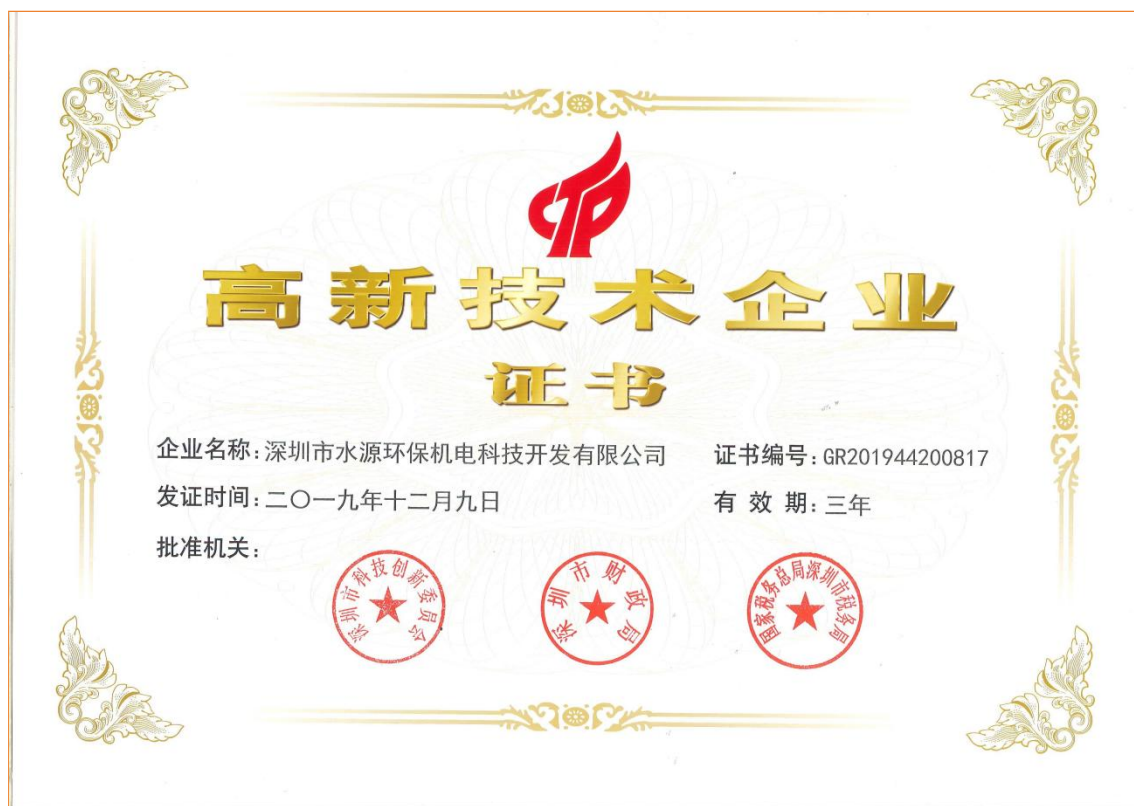 高新技术企业
证书
企业名称：深圳市水源环保机电科技开发有限公司
证书编号：GR201944200817
发证时间：二〇一九年十二月九日
有效期：三年
批准机关：
深圳市科技创新委员会
深圳市财政局
国家税务总局深圳市税务局